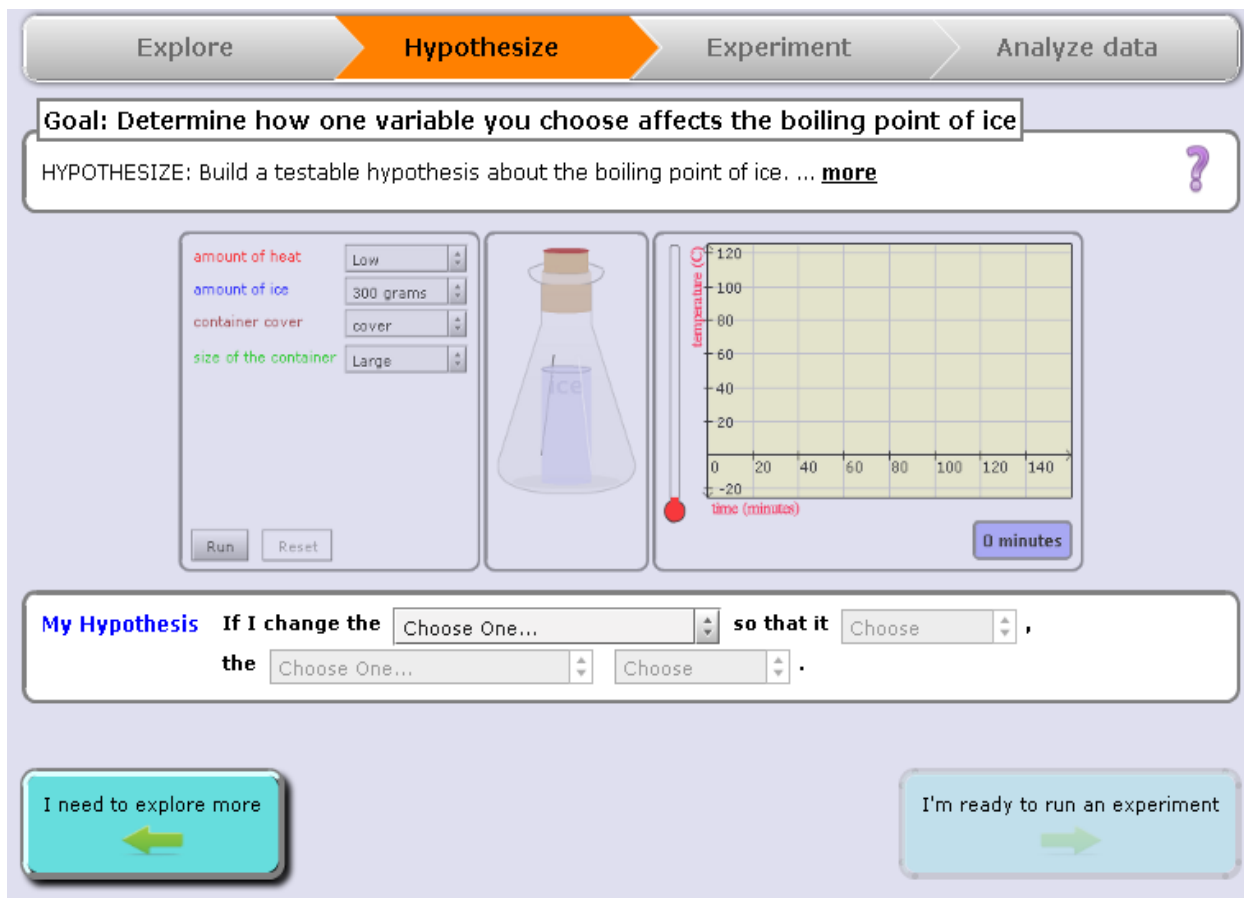 Explore Hypothesize Experiment Analyze data
Goal: Determine how one variable you choose affects the boiling point of ice
HYPOTHESIZE: Build a testable hypothesis about the boiling point of ice. ... more ?
amount of heat Low
amount of ice 300 grams
container cover cover
size of the container Large
Run Reset
ice
temperature (C)
120
100
80
60
40
20
0 20 40 60 80 100 120 140
-20
time (minutes)
0 minutes
My Hypothesis If I change the Choose One... so that it Choose ,
the Choose One... Choose .
I need to explore more
I'm ready to run an experiment